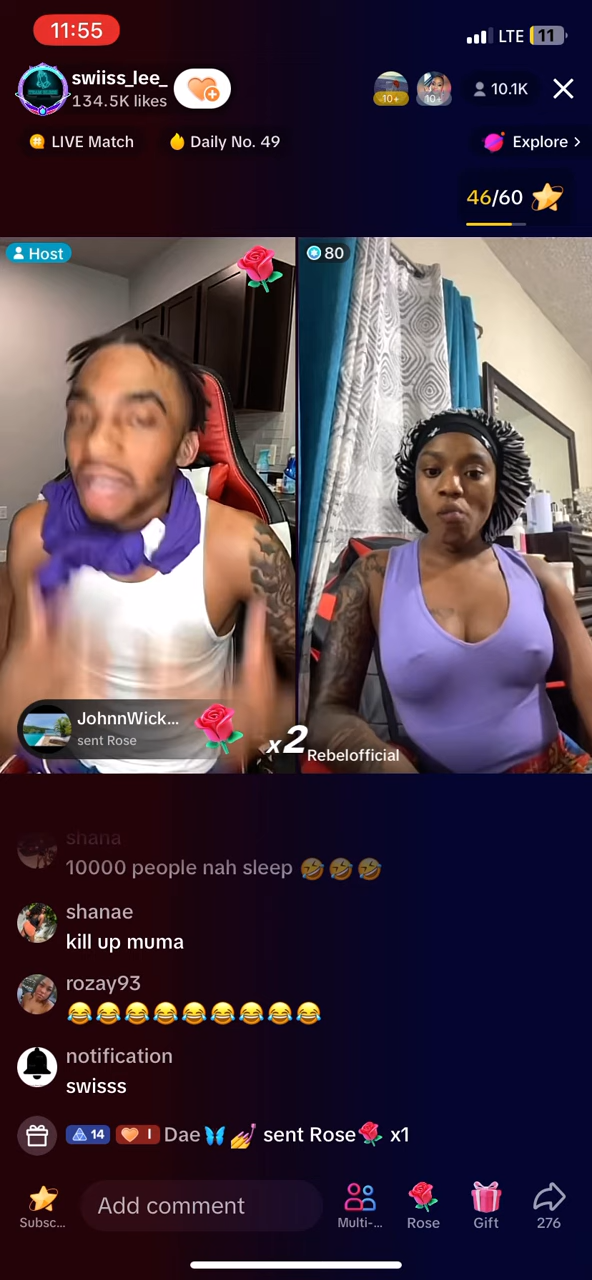 11:55
LTE 11
swiiss_lee_
134.5K likes
10+
10+
10.1K
LIVE Match
Daily No. 49
Explore >
46/60
Host
80
JohnnWick...
sent Rose
x2
Rebelofficial
shana
10000 people nah sleep 🤣🤣🤣
shanae
kill up muma
rozay93
😂😂😂😂😂😂😂😂😂
notification
swisss
14 I Dae🦋💅 sent Rose🌹 x1
Subsc...
Add comment
Multi-...
Rose
Gift
276